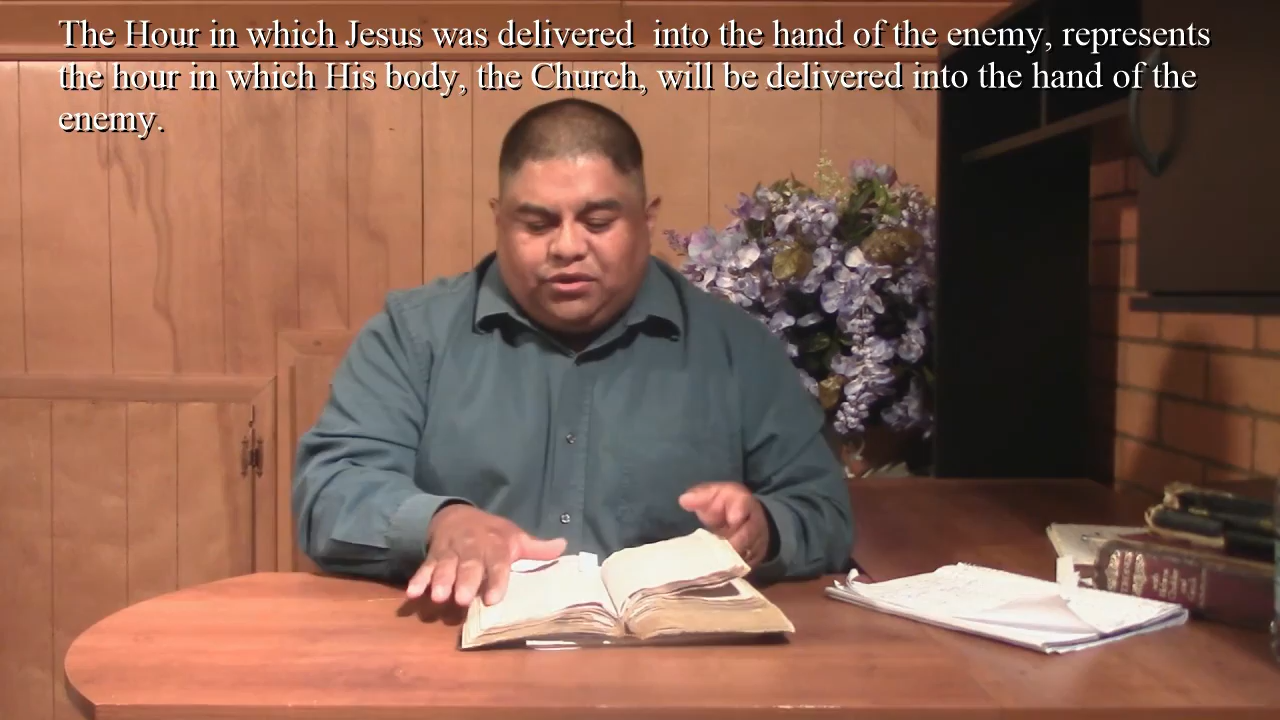 The Hour in which Jesus was delivered  into the hand of the enemy, represents
the hour in which His body, the Church, will be delivered into the hand of the
enemy.